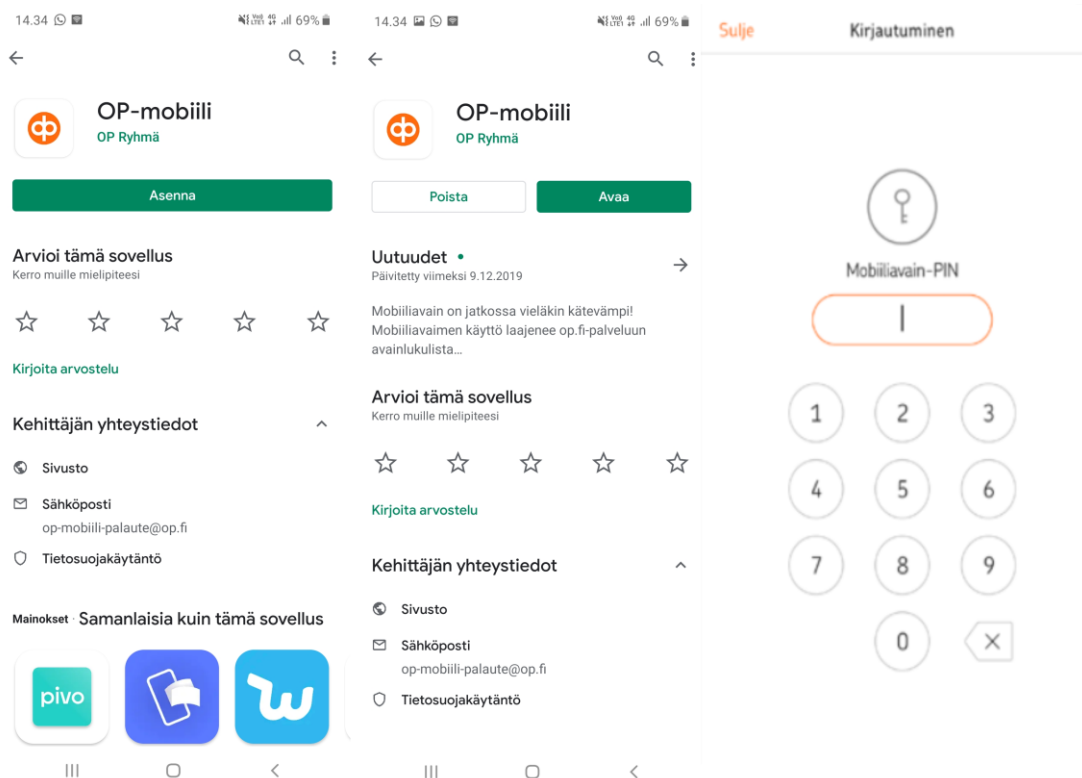 14.34 69%
OP-mobiili
OP Ryhmä
Asenna
Arvioi tämä sovellus
Kerro muille mielipiteesi
Kirjoita arvostelu
Kehittäjän yhteystiedot
Sivusto
Sähköposti
op-mobiili-palaute@op.fi
Tietosuojakäytäntö
Mainokset · Samanlaisia kuin tämä sovellus
pivo
14.34 69%
OP-mobiili
OP Ryhmä
Poista Avaa
Uutuudet •
Päivitetty viimeksi 9.12.2019
Mobiiliavain on jatkossa vieläkin kätevämpi!
Mobiiliavaimen käyttö laajenee op.fi-palveluun
avainlukulista…
Arvioi tämä sovellus
Kerro muille mielipiteesi
Kirjoita arvostelu
Kehittäjän yhteystiedot
Sivusto
Sähköposti
op-mobiili-palaute@op.fi
Tietosuojakäytäntö
Sulje Kirjautuminen
Mobiiliavain-PIN
1 2 3
4 5 6
7 8 9
0